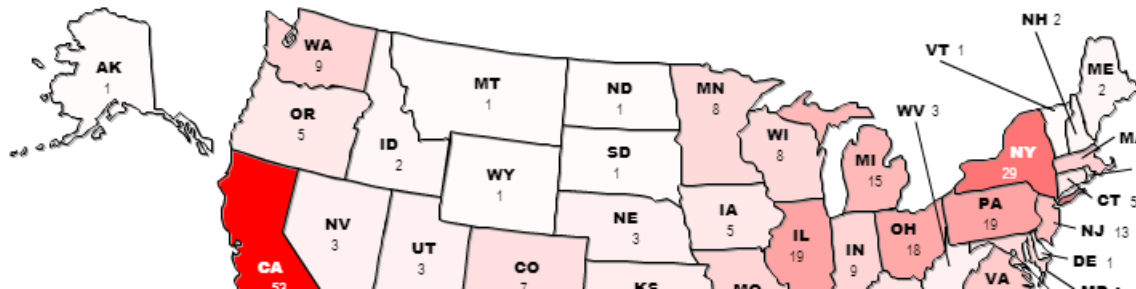 NH 2
VT 1
WA
9
AK
1
ME
2
MT
1
ND
1
MN
8
WV 3
OR
5
WI
8
ID
2
SD
1
MI
15
NY
29
WY
1
CT 5
PA
19
IA
5
NV
3
NE
3
NJ 13
OH
18
IL
19
IN
9
UT
3
DE 1
CO
7
CA
52
VA
KS
MO